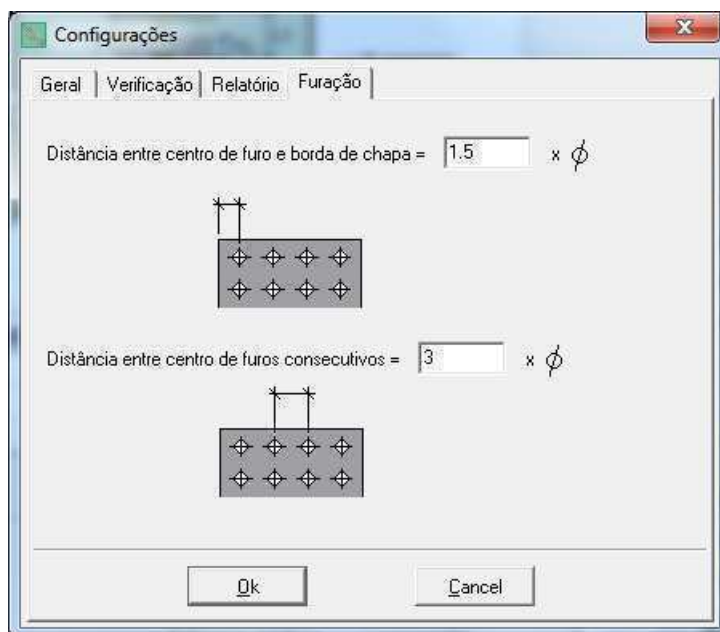 Configurações
Geral Verificação Relatório Furação
Distância entre centro de furo e borda de chapa = 1.5 x ϕ
Distância entre centro de furos consecutivos = 3 x ϕ
Ok Cancel